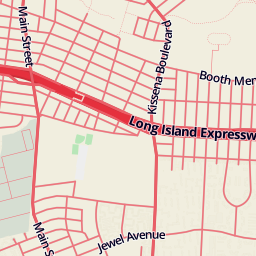 Main Street
Kissena Boulevard
Booth Mem
Long Island Expressw
Main S
Jewel Avenue